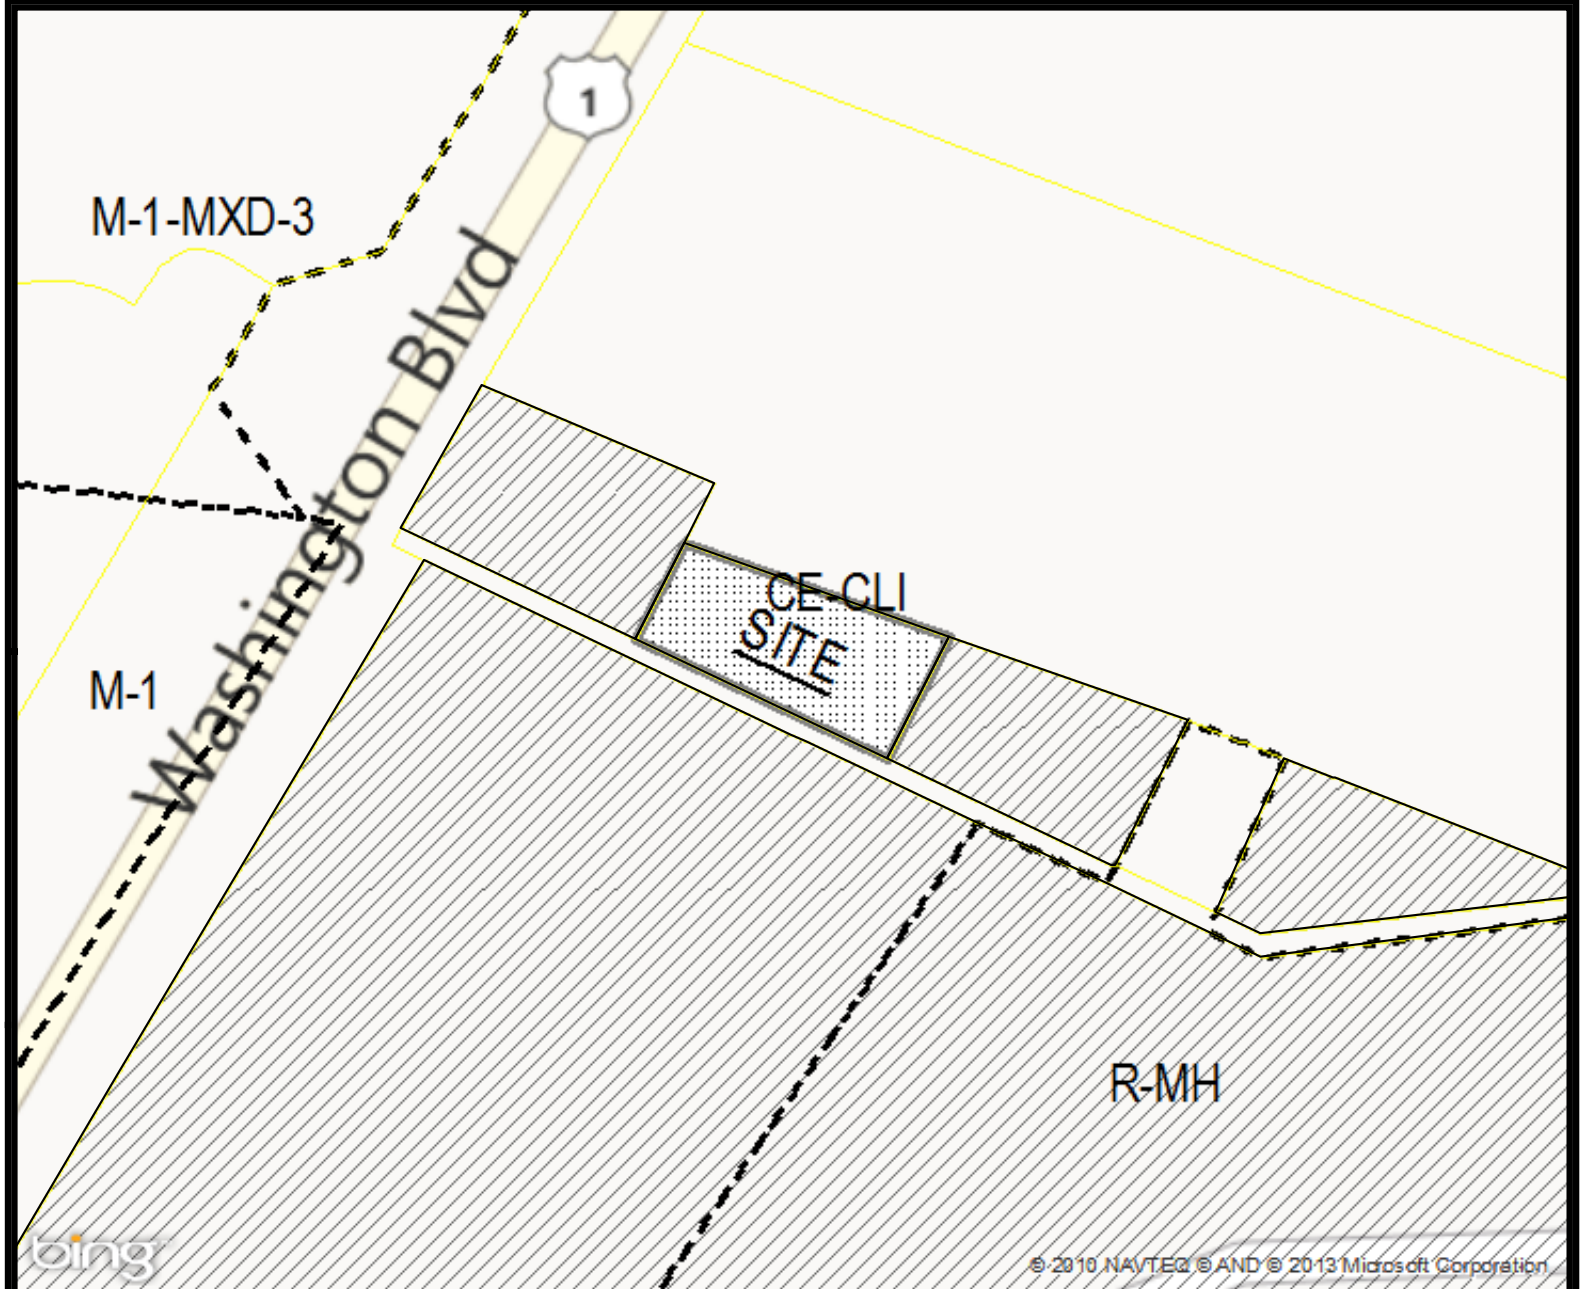 1
M-1-MXD-3
Washington Blvd
CE-CLI
SITE
M-1
R-MH
bing
© 2010 NAVTEQ © AND © 2013 Microsoft Corporation